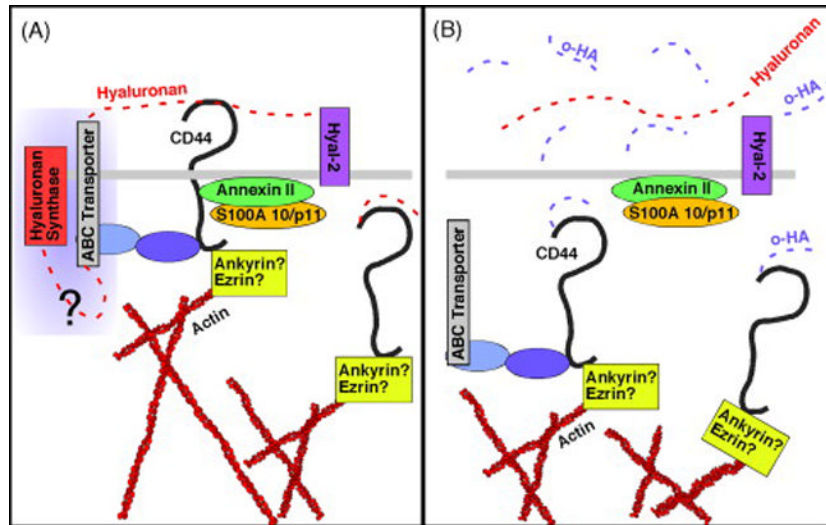 (A)
Hyaluronan
CD44
Hyal-2
Hyaluronan
Synthase
ABC Transporter
Annexin II
S100A 10/p11
Ankyrin?
Ezrin?
?
Actin
Ankyrin?
Ezrin?
(B)
o-HA
Hyaluronan
o-HA
Hyal-2
Annexin II
S100A 10/p11
ABC Transporter
CD44
o-HA
Ankyrin?
Ezrin?
Actin
Ankyrin?
Ezrin?